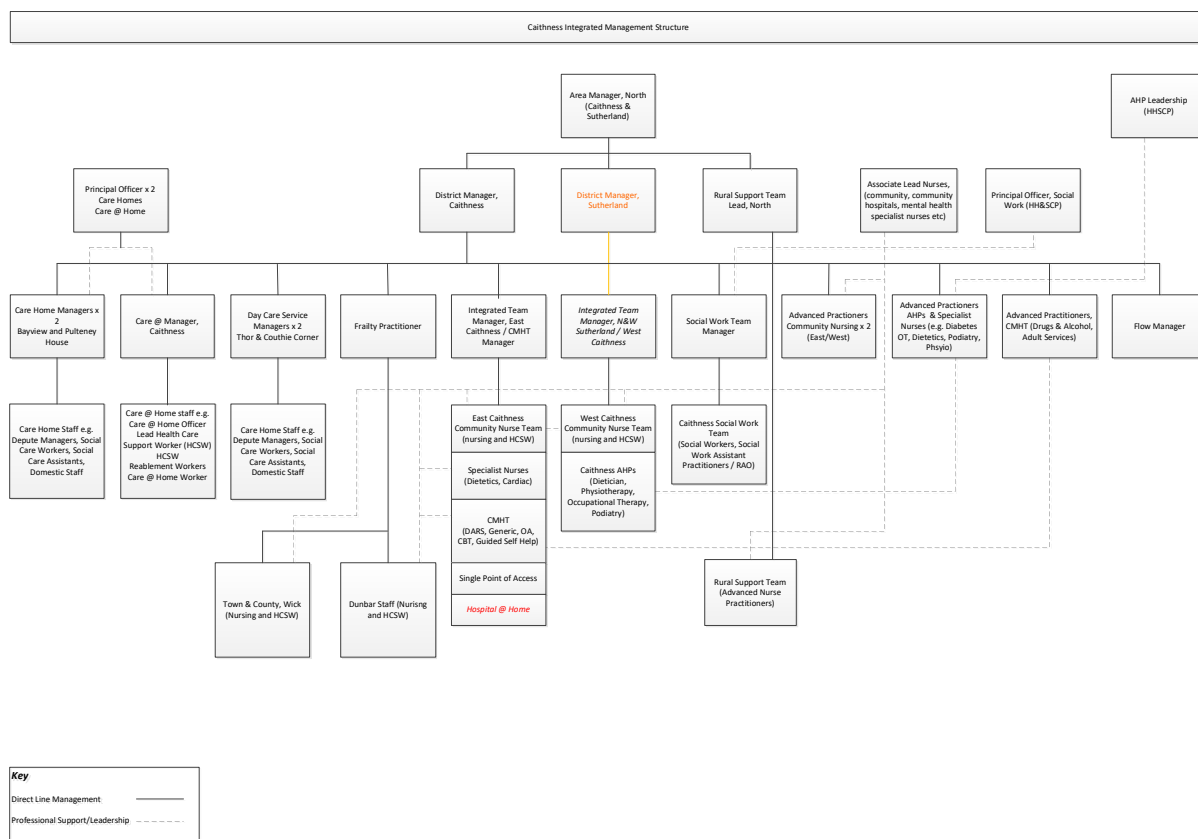 Caithness Integrated Management Structure
Area Manager, North
(Caithness &
Sutherland)
AHP Leadership
(HHSCP)
Principal Officer x 2
Care Homes
Care @ Home
District Manager,
Caithness
District Manager,
Sutherland
Rural Support Team
Lead, North
Associate Lead Nurses,
(community, community
hospitals, mental health
specialist nurses etc)
Principal Officer, Social
Work (HH&SCP)
Care Home Managers x
2
Bayview and Pulteney
House
Care @ Manager,
Caithness
Day Care Service
Managers x 2
Thor & Couthie Corner
Frailty Practitioner
Integrated Team
Manager, East
Caithness / CMHT
Manager
Integrated Team
Manager, N&W
Sutherland / West
Caithness
Social Work Team
Manager
Advanced Practioners
Community Nursing x 2
(East/West)
Advanced Practioners
AHPs & Specialist
Nurses (e.g. Diabetes
OT, Dietetics, Podiatry,
Phsyio)
Advanced Practitioners,
CMHT (Drugs & Alcohol,
Adult Services)
Flow Manager
Care Home Staff e.g.
Depute Managers, Social
Care Workers, Social
Care Assistants,
Domestic Staff
Care @ Home staff e.g.
Care @ Home Officer
Lead Health Care
Support Worker (HCSW)
HCSW
Reablement Workers
Care @ Home Worker
Care Home Staff e.g.
Depute Managers, Social
Care Workers, Social
Care Assistants,
Domestic Staff
East Caithness
Community Nurse Team
(nursing and HCSW)
Specialist Nurses
(Dietetics, Cardiac)
CMHT
(DARS, Generic, OA,
CBT, Guided Self Help)
Single Point of Access
Hospital @ Home
West Caithness
Community Nurse Team
(nursing and HCSW)
Caithness AHPs
(Dietician,
Physiotherapy,
Occupational Therapy,
Podiatry)
Caithness Social Work
Team
(Social Workers, Social
Work Assistant
Practitioners / RAO)
Town & County, Wick
(Nursing and HCSW)
Dunbar Staff (Nurisng
and HCSW)
Rural Support Team
(Advanced Nurse
Practitioners)
Key
Direct Line Management
Professional Support/Leadership